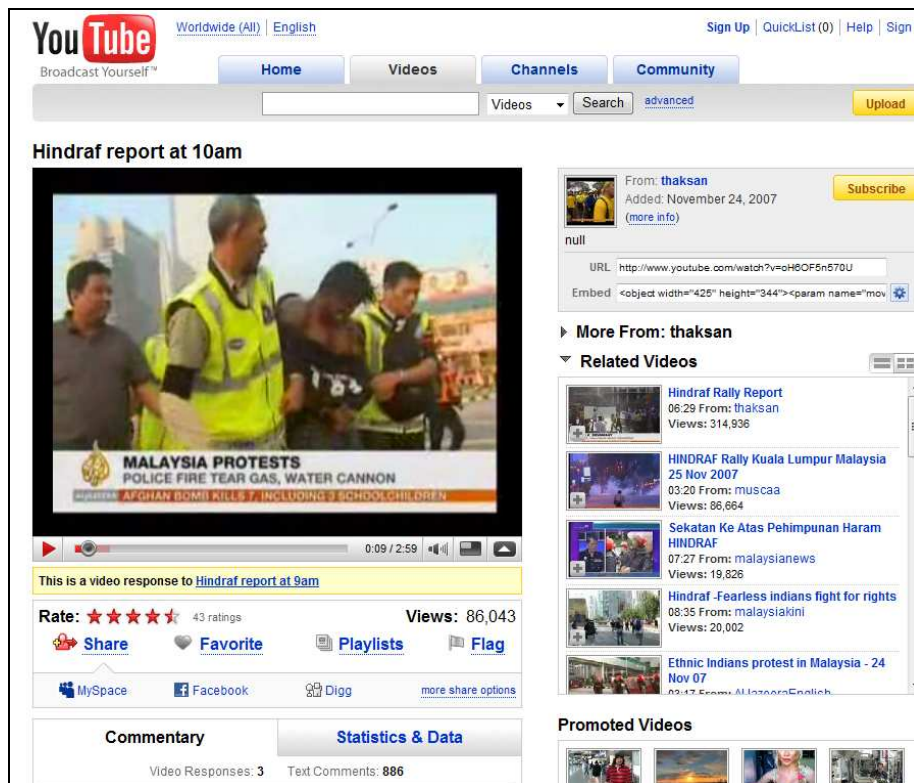 You Tube
Broadcast Yourself™
Worldwide (All) | English
Sign Up | QuickList (0) | Help | Sign
Home Videos Channels Community
Videos Search advanced Upload
Hindraf report at 10am
MALAYSIA PROTESTS
POLICE FIRE TEAR GAS, WATER CANNON
AFGHAN BOMB KILLS 7, INCLUDING 3 SCHOOLCHILDREN
0:09 / 2:59
This is a video response to Hindraf report at 9am
Rate: 43 ratings Views: 86,043
Share Favorite Playlists Flag
MySpace Facebook Digg more share options
Commentary Statistics & Data
Video Responses: 3 Text Comments: 886
From: thaksan
Added: November 24, 2007
(more info)
Subscribe
null
URL http://www.youtube.com/watch?v=oH6OF5n570U
Embed <object width="425" height="344"><param name="mov
More From: thaksan
Related Videos
Hindraf Rally Report
06:29 From: thaksan
Views: 314,936
HINDRAF Rally Kuala Lumpur Malaysia
25 Nov 2007
03:20 From: muscaa
Views: 86,664
Sekatan Ke Atas Pehimpunan Haram
HINDRAF
07:27 From: malaysianews
Views: 19,826
Hindraf -Fearless indians fight for rights
08:35 From: malaysiakini
Views: 20,002
Ethnic Indians protest in Malaysia - 24
Nov 07
03:17 From: AlJazeeraEnglish
Promoted Videos